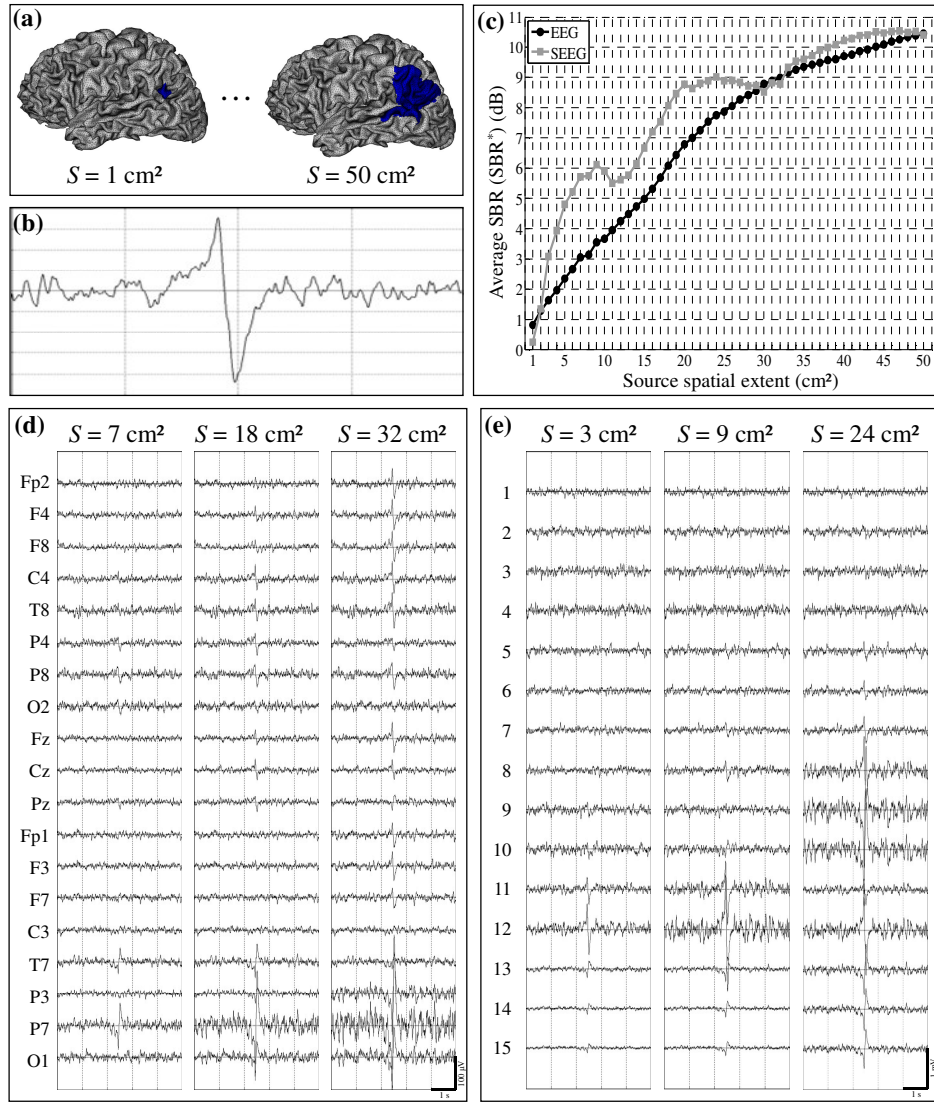 (a)
S = 1 cm²
...
S = 50 cm²
(b)
(c)
EEG
SEEG
Average SBR (SBR*) (dB)
11
10
9
8
7
6
5
4
3
2
1
0
1 5 10 15 20 25 30 35 40 45 50
Source spatial extent (cm²)
(d)
S = 7 cm² S = 18 cm² S = 32 cm²
Fp2
F4
F8
C4
T8
P4
P8
O2
Fz
Cz
Pz
Fp1
F3
F7
C3
T7
P3
P7
O1
100 µV
1 s
(e)
S = 3 cm² S = 9 cm² S = 24 cm²
1
2
3
4
5
6
7
8
9
10
11
12
13
14
15
1 s